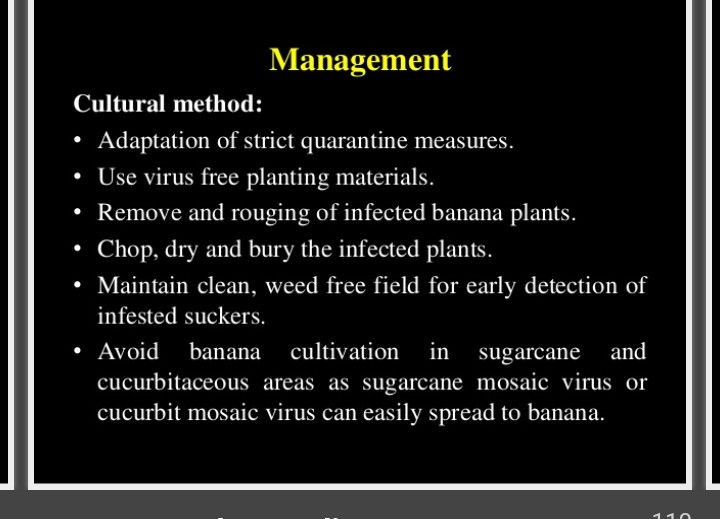 Management
Cultural method:
• Adaptation of strict quarantine measures.
• Use virus free planting materials.
• Remove and rouging of infected banana plants.
• Chop, dry and bury the infected plants.
• Maintain clean, weed free field for early detection of
infested suckers.
• Avoid banana cultivation in sugarcane and
cucurbitaceous areas as sugarcane mosaic virus or
cucurbit mosaic virus can easily spread to banana.